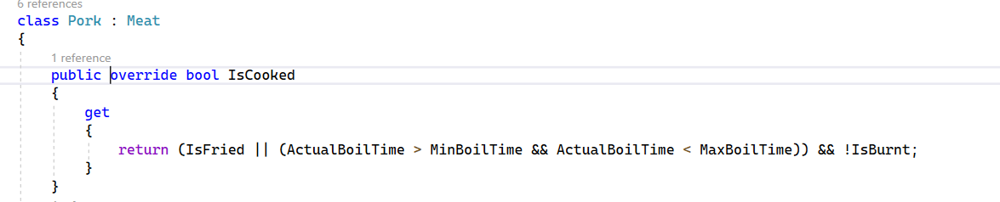 6 references
class Pork : Meat
{
1 reference
public override bool IsCooked
{
get
{
return (IsFried || (ActualBoilTime > MinBoilTime && ActualBoilTime < MaxBoilTime)) && !IsBurnt;
}
}